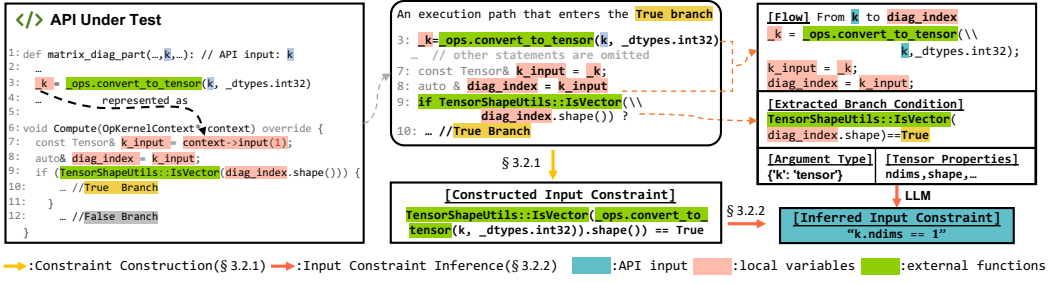 </> API Under Test
1: def matrix_diag_part(…,k,…): // API input: k
2: …
3: _k= _ops.convert_to_tensor(k, _dtypes.int32)
4: … represented_as
5:
6: void Compute(OpKernelContext* context) override {
7: const Tensor& k_input = context->input(1);
8: auto& diag_index = k_input;
9: if (TensorShapeUtils::IsVector(diag_index.shape())) {
10: … //True Branch
11: }
12: … //False Branch
}
An execution path that enters the True branch
3: _k=_ops.convert_to_tensor(k, _dtypes.int32)
… // other statements are omitted
7: const Tensor& k_input = _k;
8: auto & diag_index = k_input;
9: if TensorShapeUtils::IsVector(\\
diag_index.shape()) ?
10: … //True Branch
§ 3.2.1
[Constructed Input Constraint]
TensorShapeUtils::IsVector(_ops.convert_to_
tensor(k, _dtypes.int32)).shape()) == True
§ 3.2.2
[Flow] From k to diag_index
_k = _ops.convert_to_tensor(\\
k,_dtypes.int32);
k_input = _k;
diag_index = k_input;
[Extracted Branch Condition]
TensorShapeUtils::IsVector(
diag_index.shape)==True
[Argument Type]
{'k': 'tensor'}
[Tensor Properties]
ndims,shape,…
LLM
[Inferred Input Constraint]
“k.ndims == 1”
:Constraint Construction(§ 3.2.1) :Input Constraint Inference(§ 3.2.2) :API input :local variables :external functions